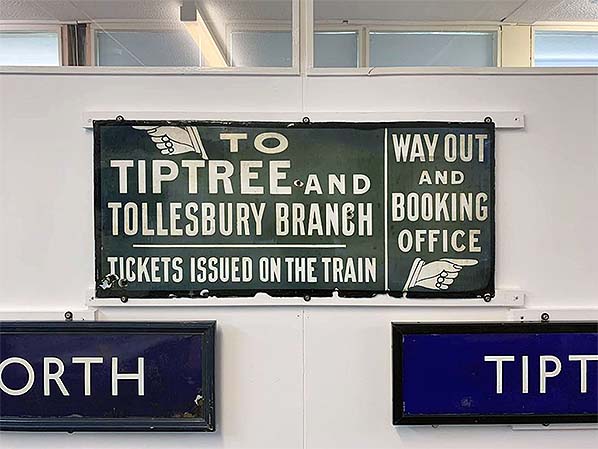 TO
TIPTREE AND
TOLLESBURY BRANCH
TICKETS ISSUED ON THE TRAIN
WAY OUT
AND
BOOKING
OFFICE
ORTH
TIPT